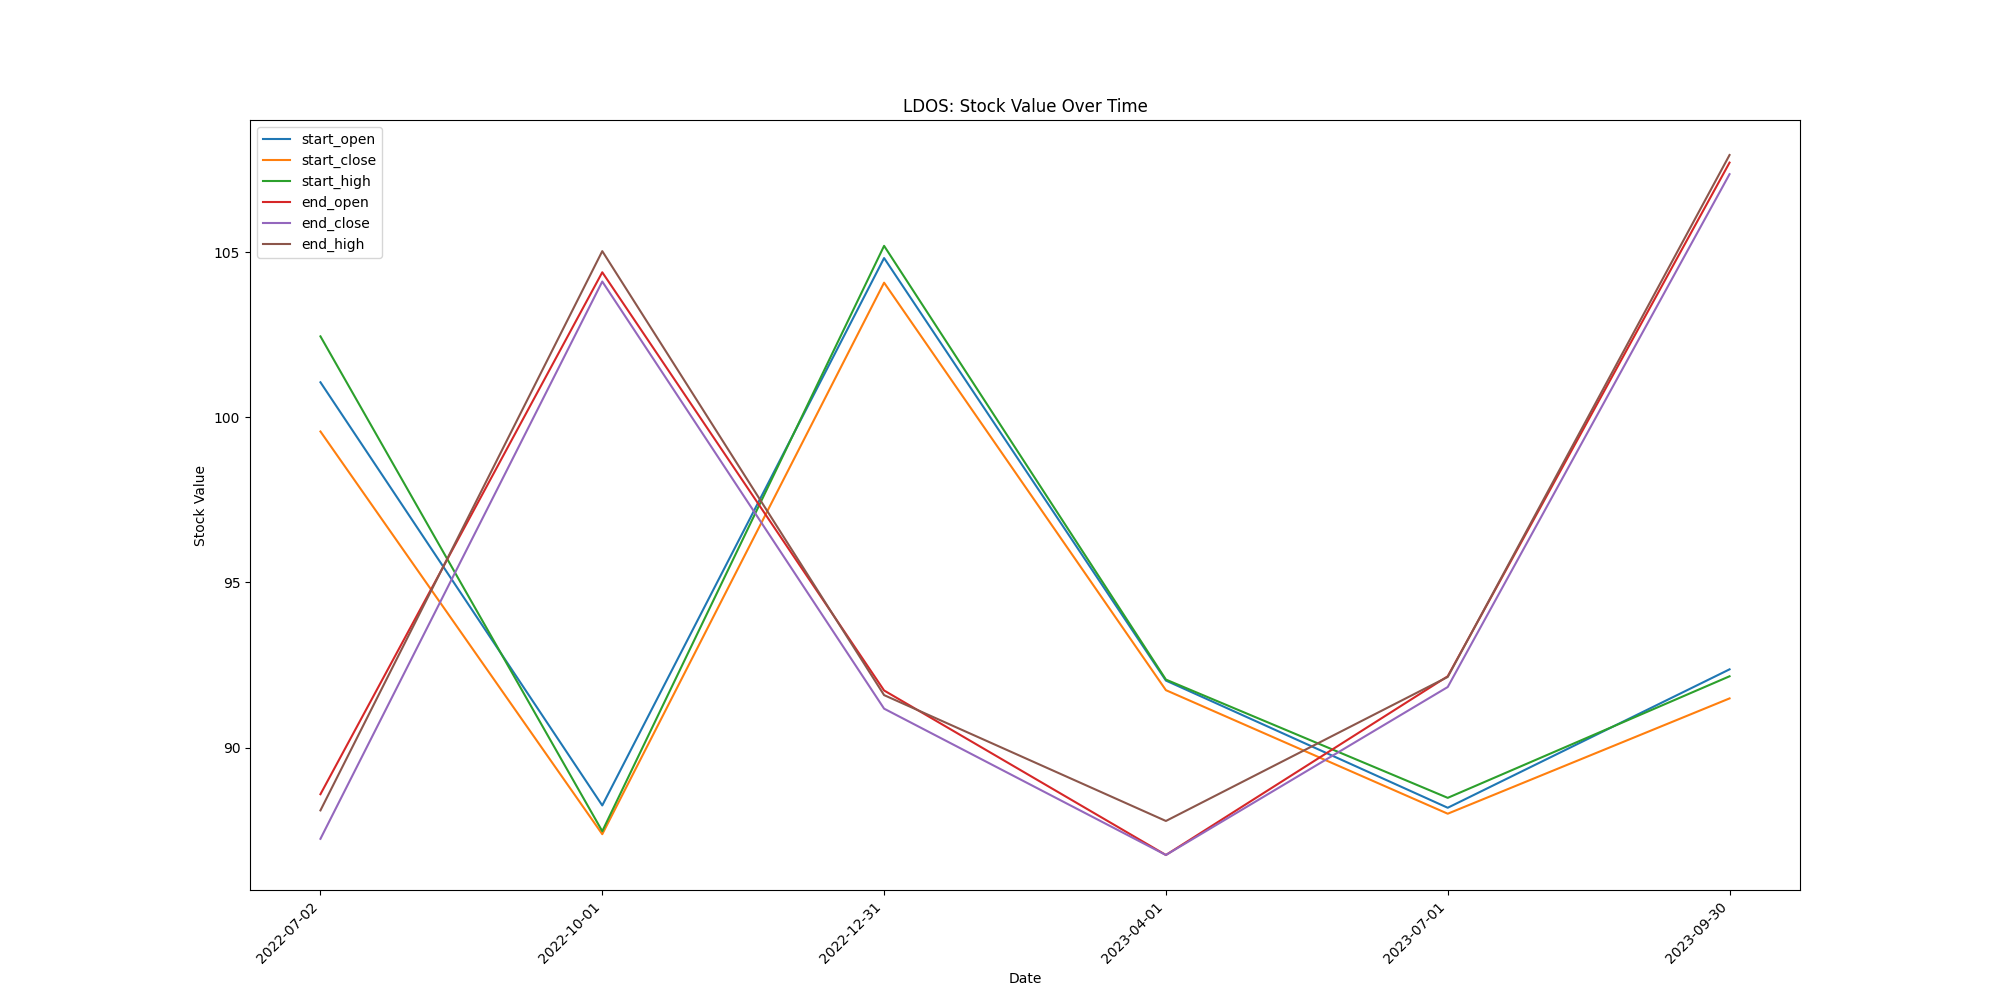 LDOS: Stock Value Over Time
start_open
start_close
start_high
end_open
end_close
end_high
105
100
95
90
Stock Value
2022-07-02
2022-10-01
2022-12-31
2023-04-01
2023-07-01
2023-09-30
Date